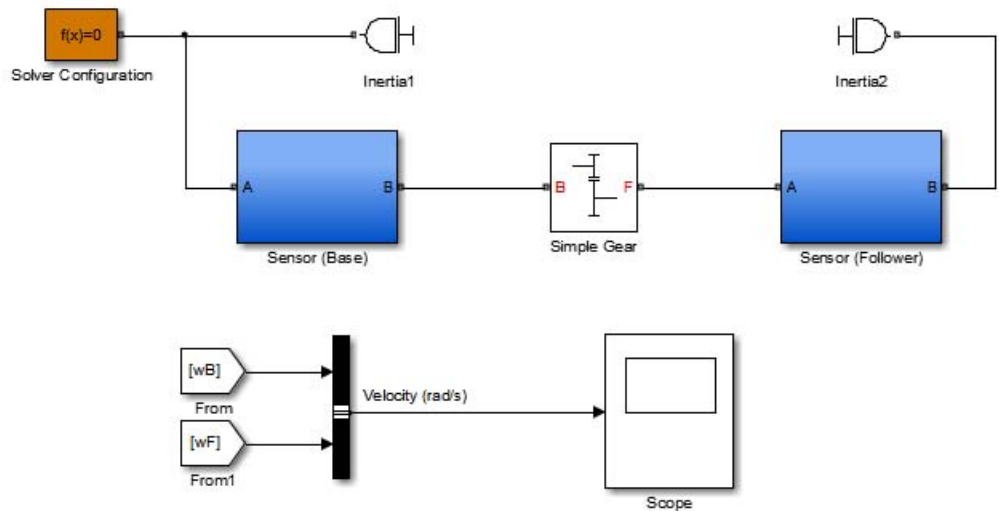 f(x)=0
Solver Configuration
Inertia1
Inertia2
A B
Sensor (Base)
B F
Simple Gear
A B
Sensor (Follower)
[wB]
From
Velocity (rad/s)
[wF]
From1
Scope